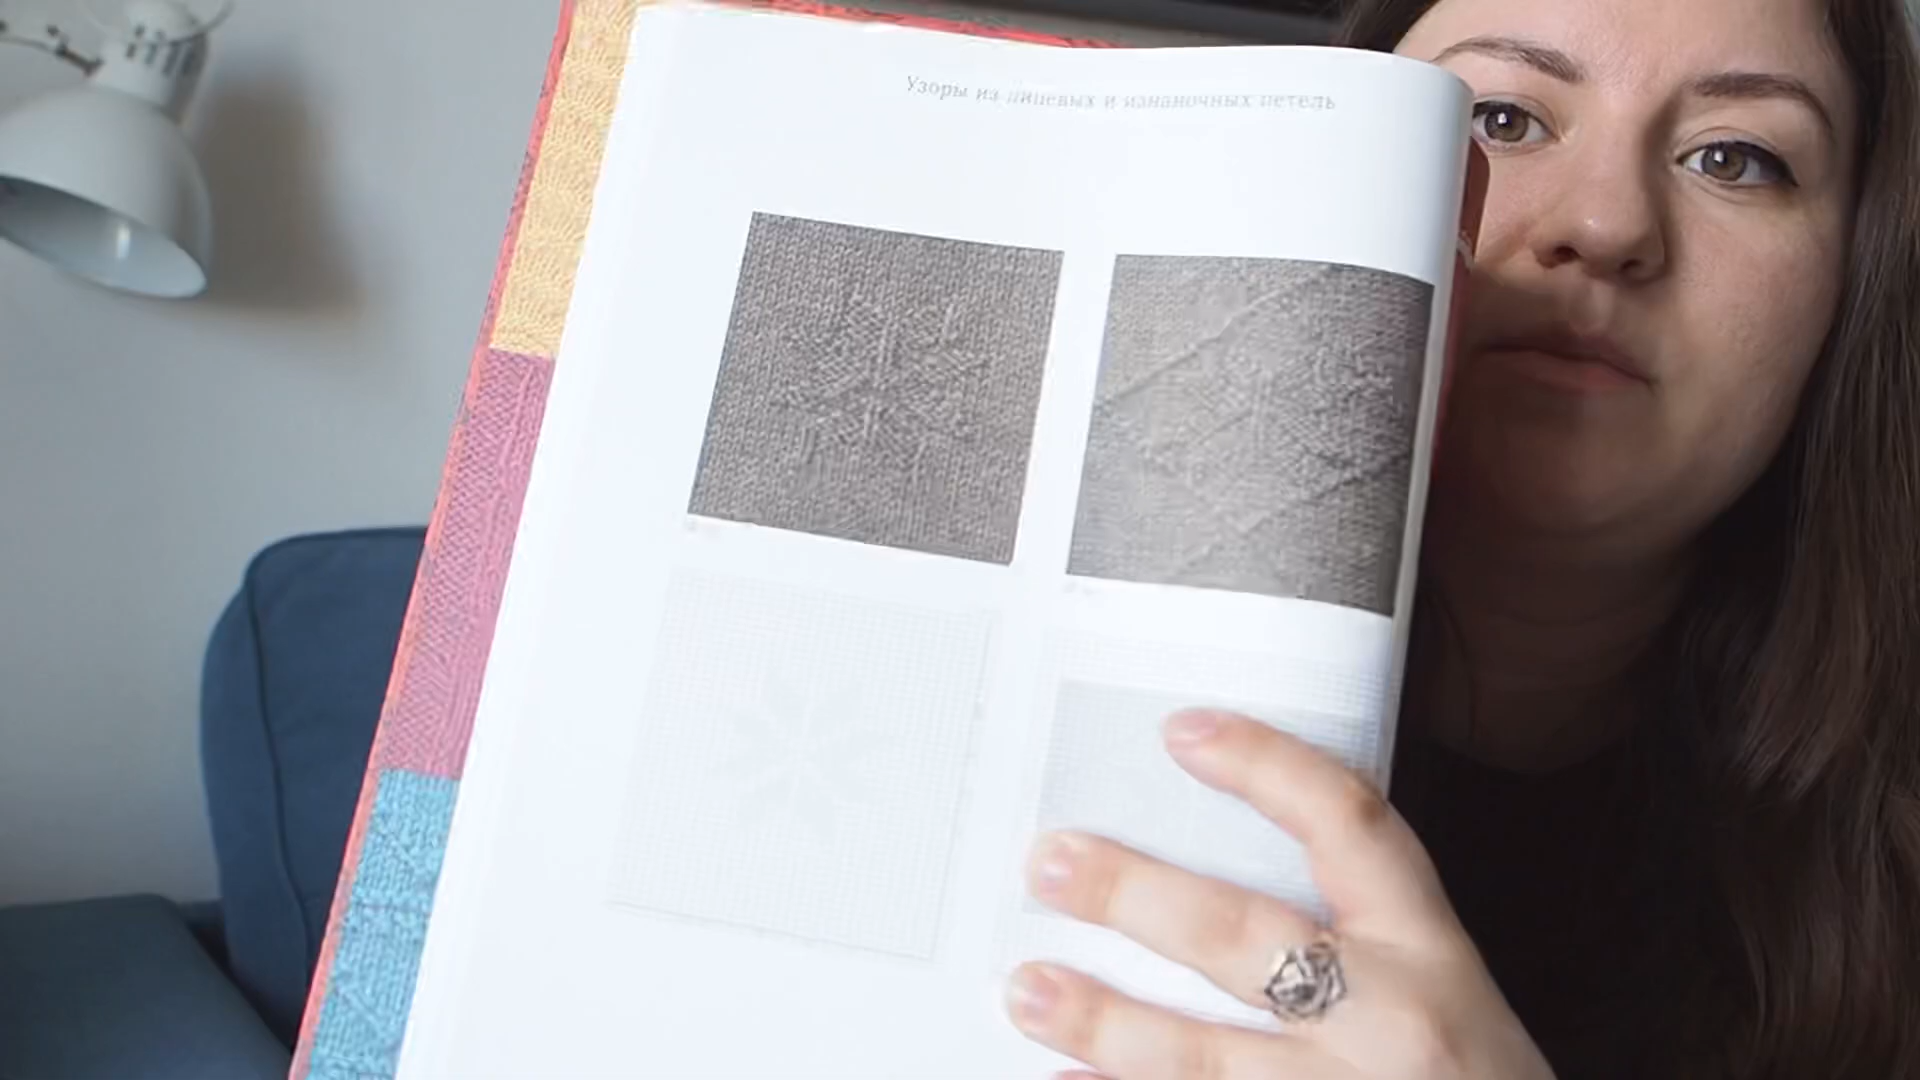 Узоры из лицевых и изнаночных петель